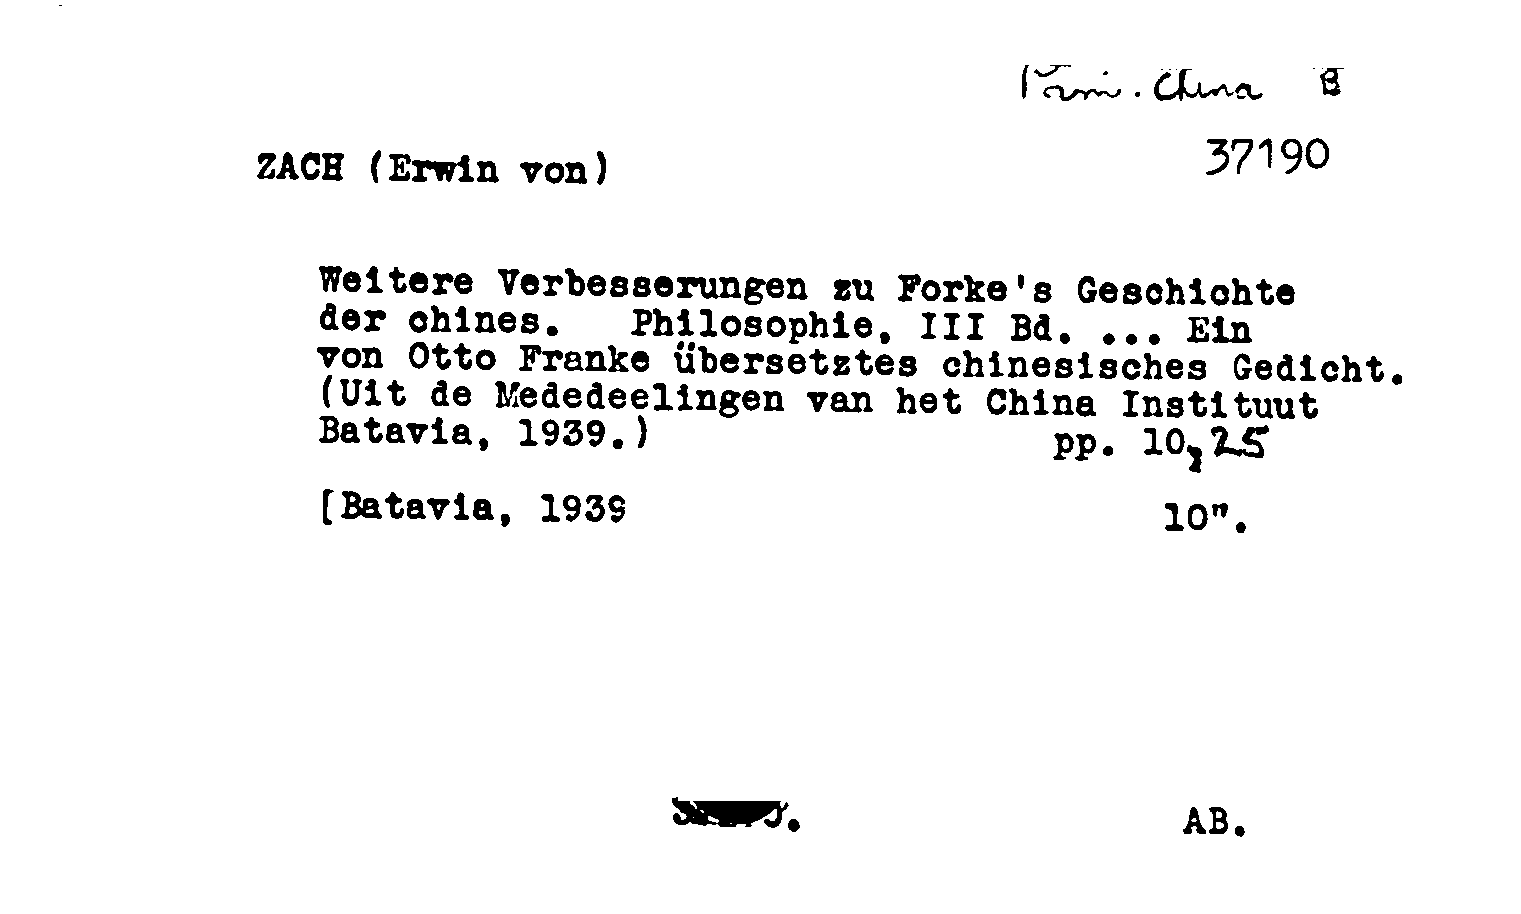 Pam. China B
37190
ZACH (Erwin von)
Weitere Verbesserungen zu Forke's Geschichte
der chines. Philosophie, III Bd. ... Ein
von Otto Franke übersetztes chinesisches Gedicht.
(Uit de Mededeelingen van het China Instituut
Batavia, 1939.) pp. 10, 25
[Batavia, 1939 10".
AB.